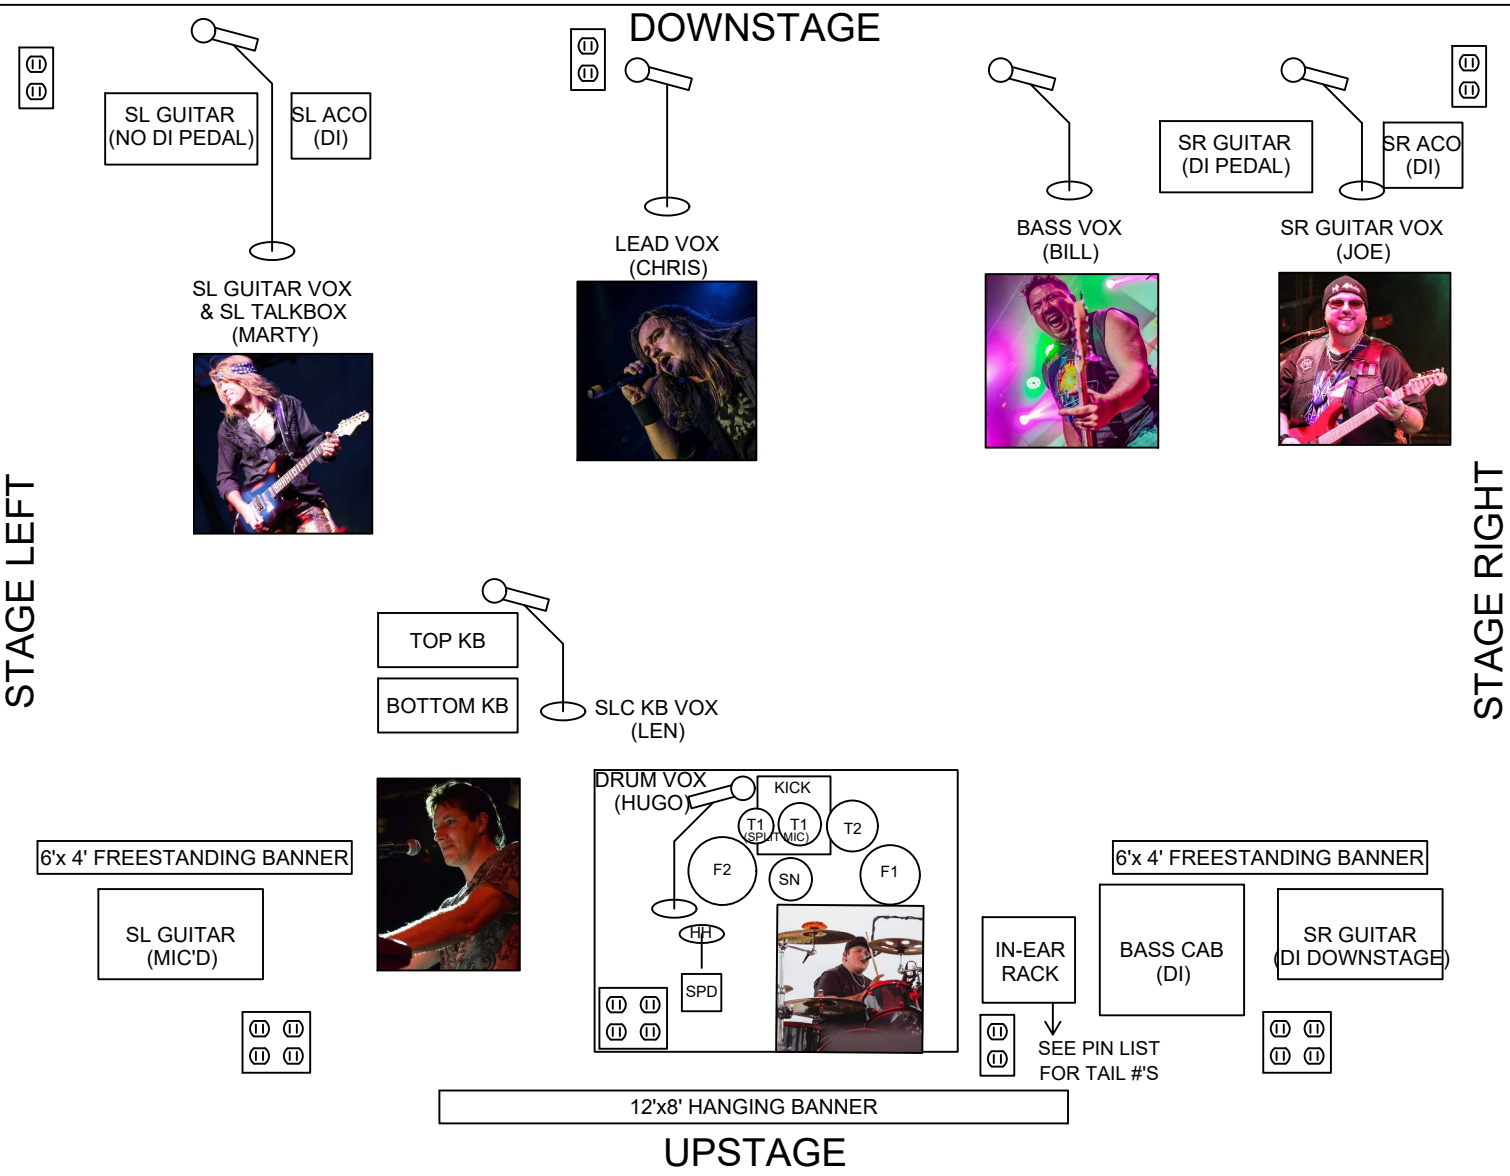 DOWNSTAGE
SL GUITAR
(NO DI PEDAL)
SL ACO
(DI)
SR GUITAR
(DI PEDAL)
SR ACO
(DI)
SL GUITAR VOX
& SL TALKBOX
(MARTY)
LEAD VOX
(CHRIS)
BASS VOX
(BILL)
SR GUITAR VOX
(JOE)
STAGE LEFT
STAGE RIGHT
TOP KB
BOTTOM KB
SLC KB VOX
(LEN)
DRUM VOX
(HUGO)
KICK
T1
T1
(SPLIT MIC)
T2
F2
SN
F1
HH
SPD
6'x 4' FREESTANDING BANNER
SL GUITAR
(MIC'D)
6'x 4' FREESTANDING BANNER
IN-EAR
RACK
BASS CAB
(DI)
SR GUITAR
(DI DOWNSTAGE)
SEE PIN LIST
FOR TAIL #'S
12'x8' HANGING BANNER
UPSTAGE